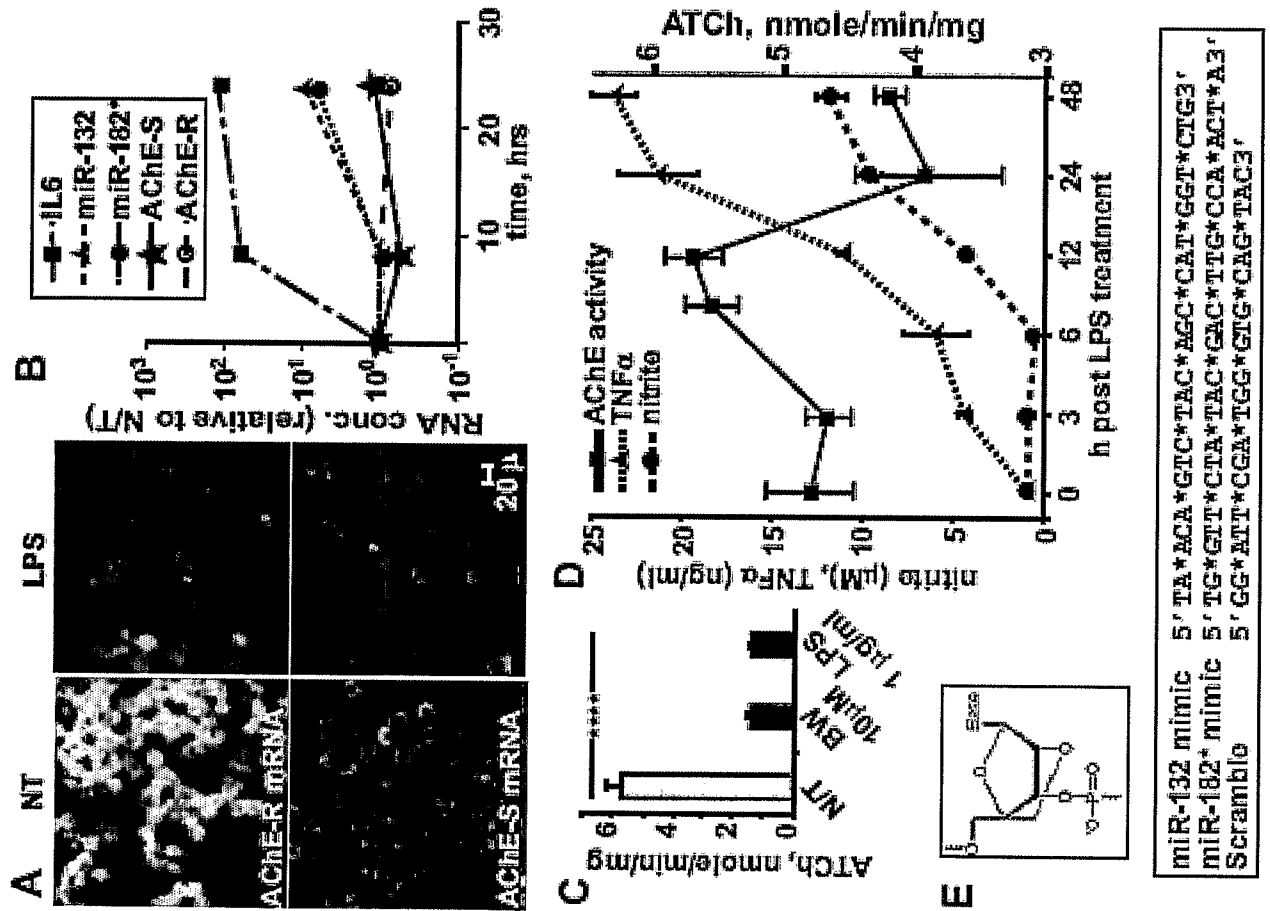 A
NT
LPS
AChE-R mRNA
AChE-S mRNA
20 µ
B
RNA conc. (relative to N/T)
10³
10²
10¹
10⁰
10⁻¹
10
20
30
time, hrs
IL6
miR-132
miR-182*
AChE-S
AChE-R
C
ATCh, nmole/min/mg
6
4
2
0
N/T
BW
10µM
LPS
1 µg/ml
****
D
nitrite (µM), TNFα (ng/ml)
25
20
15
10
5
0
AChE activity
TNFα
nitrite
ATCh, nmole/min/mg
6
5
4
3
0
3
6
12
24
48
h post LPS treatment
E
Base
O
O
O
O
P
O
O
miR-132 mimic 5'TA*ACA*GTC*TAC*AGC*CAT*GGT*CTG3'
miR-182* mimic 5'TG*GTT*CTA*TAC*GAC*TTG*CCA*ACT*A3'
Scramble 5'GG*ATT*CGA*TGG*GTG*CAG*TAC3'